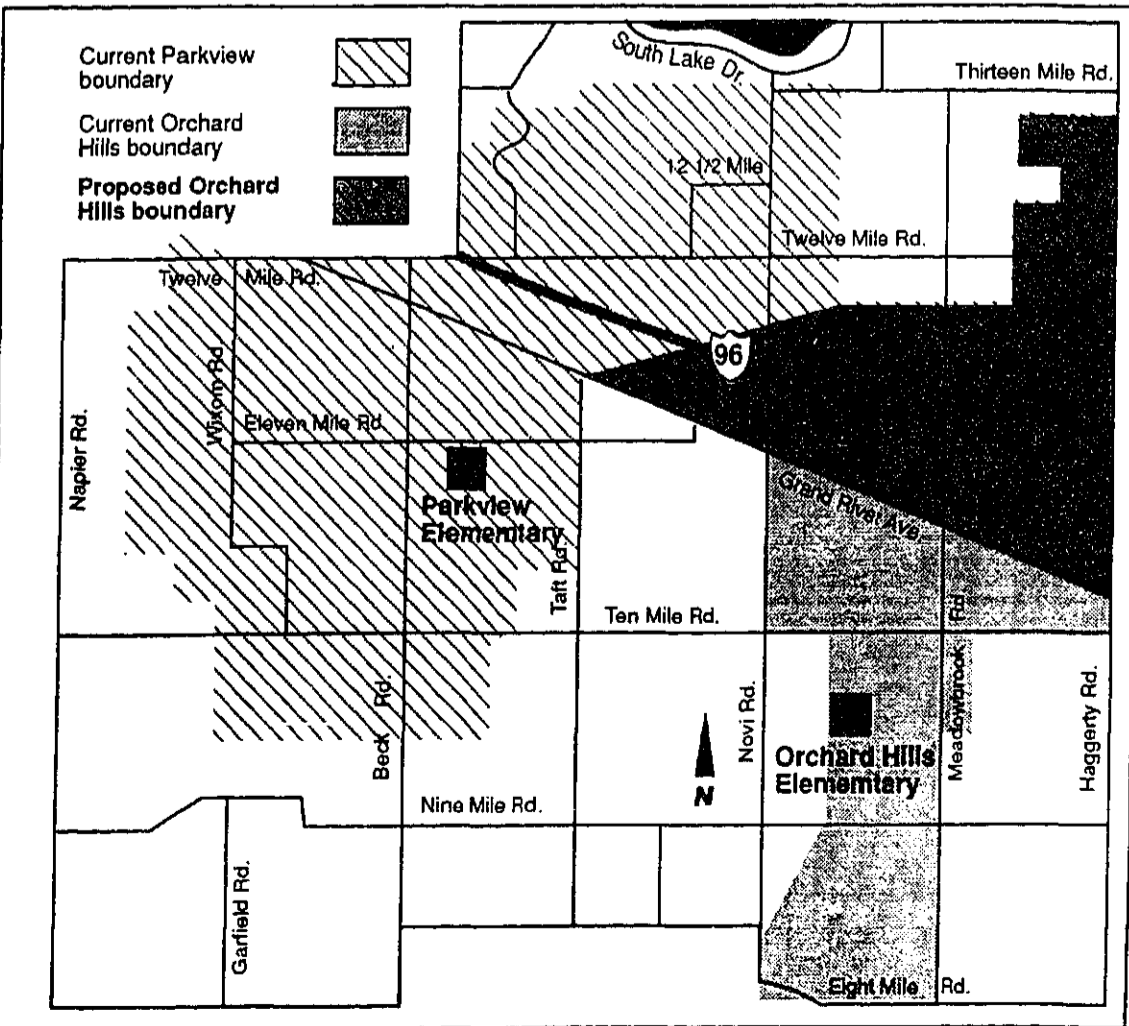 Current Parkview
boundary
Current Orchard
Hills boundary
Proposed Orchard
Hills boundary
South Lake Dr.
Thirteen Mile Rd.
12 1/2 Mile
Twelve Mile Rd.
Twelve Mile Rd.
96
Wixom Rd
Napier Rd.
Eleven Mile Rd.
Parkview
Elementary
Grand River Ave
Taft Rd.
Ten Mile Rd.
Meadowbrook Rd
Beck Rd.
Novi Rd.
Haggerty Rd.
N
Orchard Hills
Elementary
Nine Mile Rd.
Garfield Rd.
Eight Mile Rd.